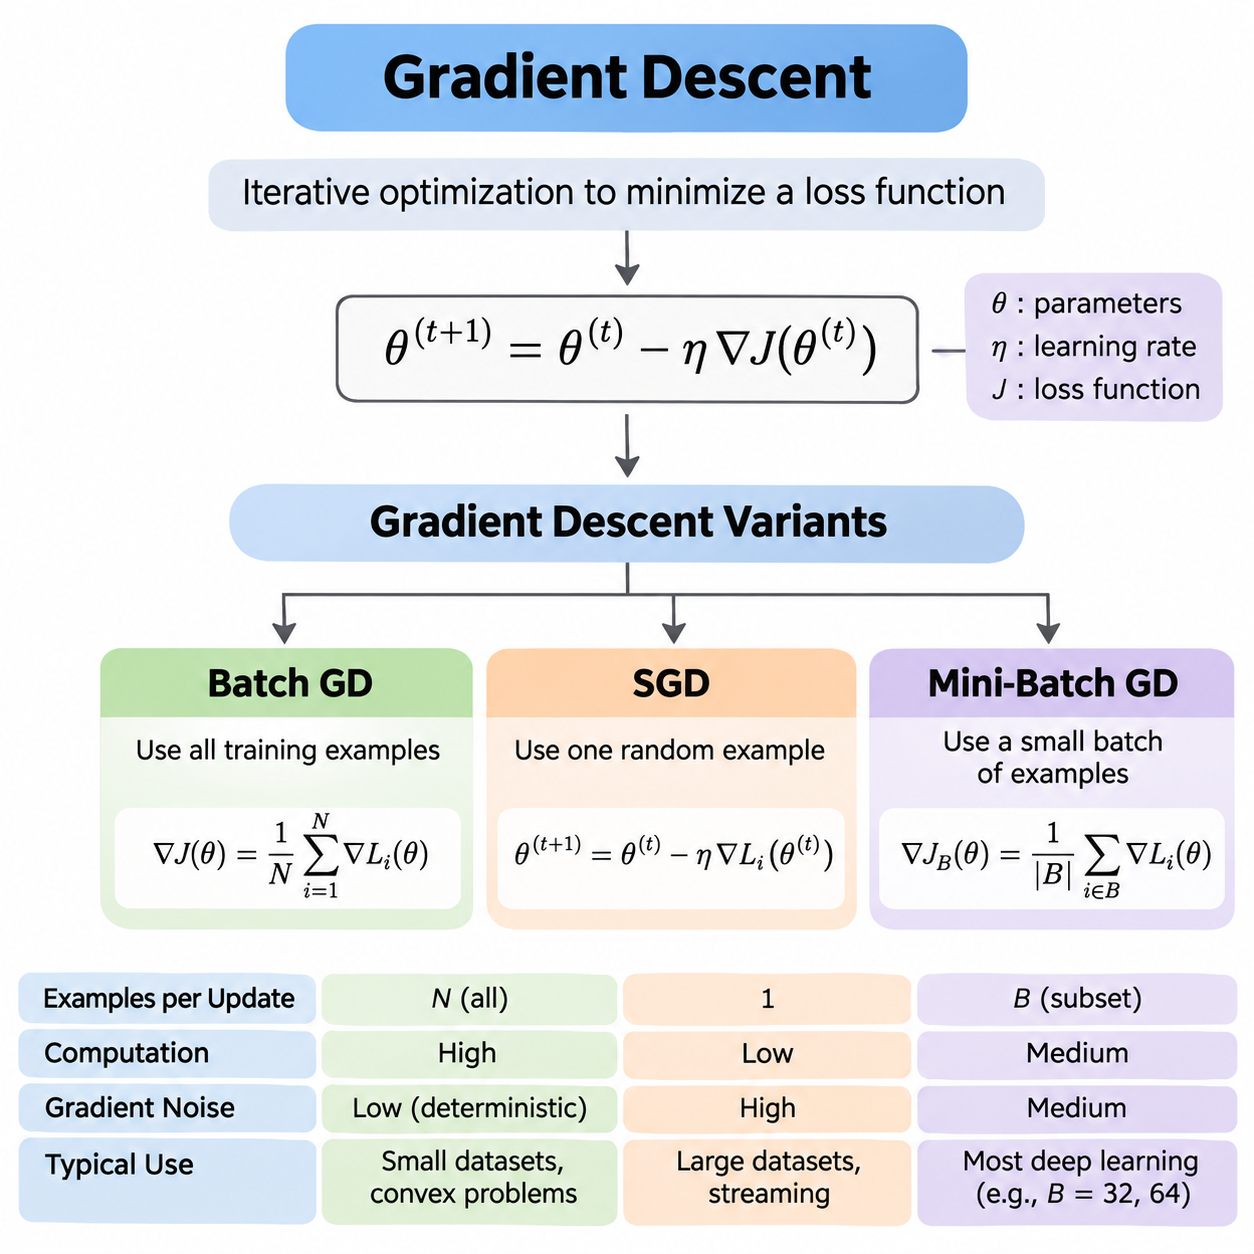 Gradient Descent
Iterative optimization to minimize a loss function
θ^(t+1) = θ^(t) − η ∇J(θ^(t))
θ : parameters
η : learning rate
J : loss function
Gradient Descent Variants
Batch GD
Use all training examples
∇J(θ) = 1/N ∑_{i=1}^{N} ∇L_i(θ)
SGD
Use one random example
θ^(t+1) = θ^(t) − η ∇L_i(θ^(t))
Mini-Batch GD
Use a small batch
of examples
∇J_B(θ) = 1/|B| ∑_{i∈B} ∇L_i(θ)
Examples per Update N (all) 1 B (subset)
Computation High Low Medium
Gradient Noise Low (deterministic) High Medium
Typical Use
Small datasets,
convex problems
Large datasets,
streaming
Most deep learning
(e.g., B = 32, 64)